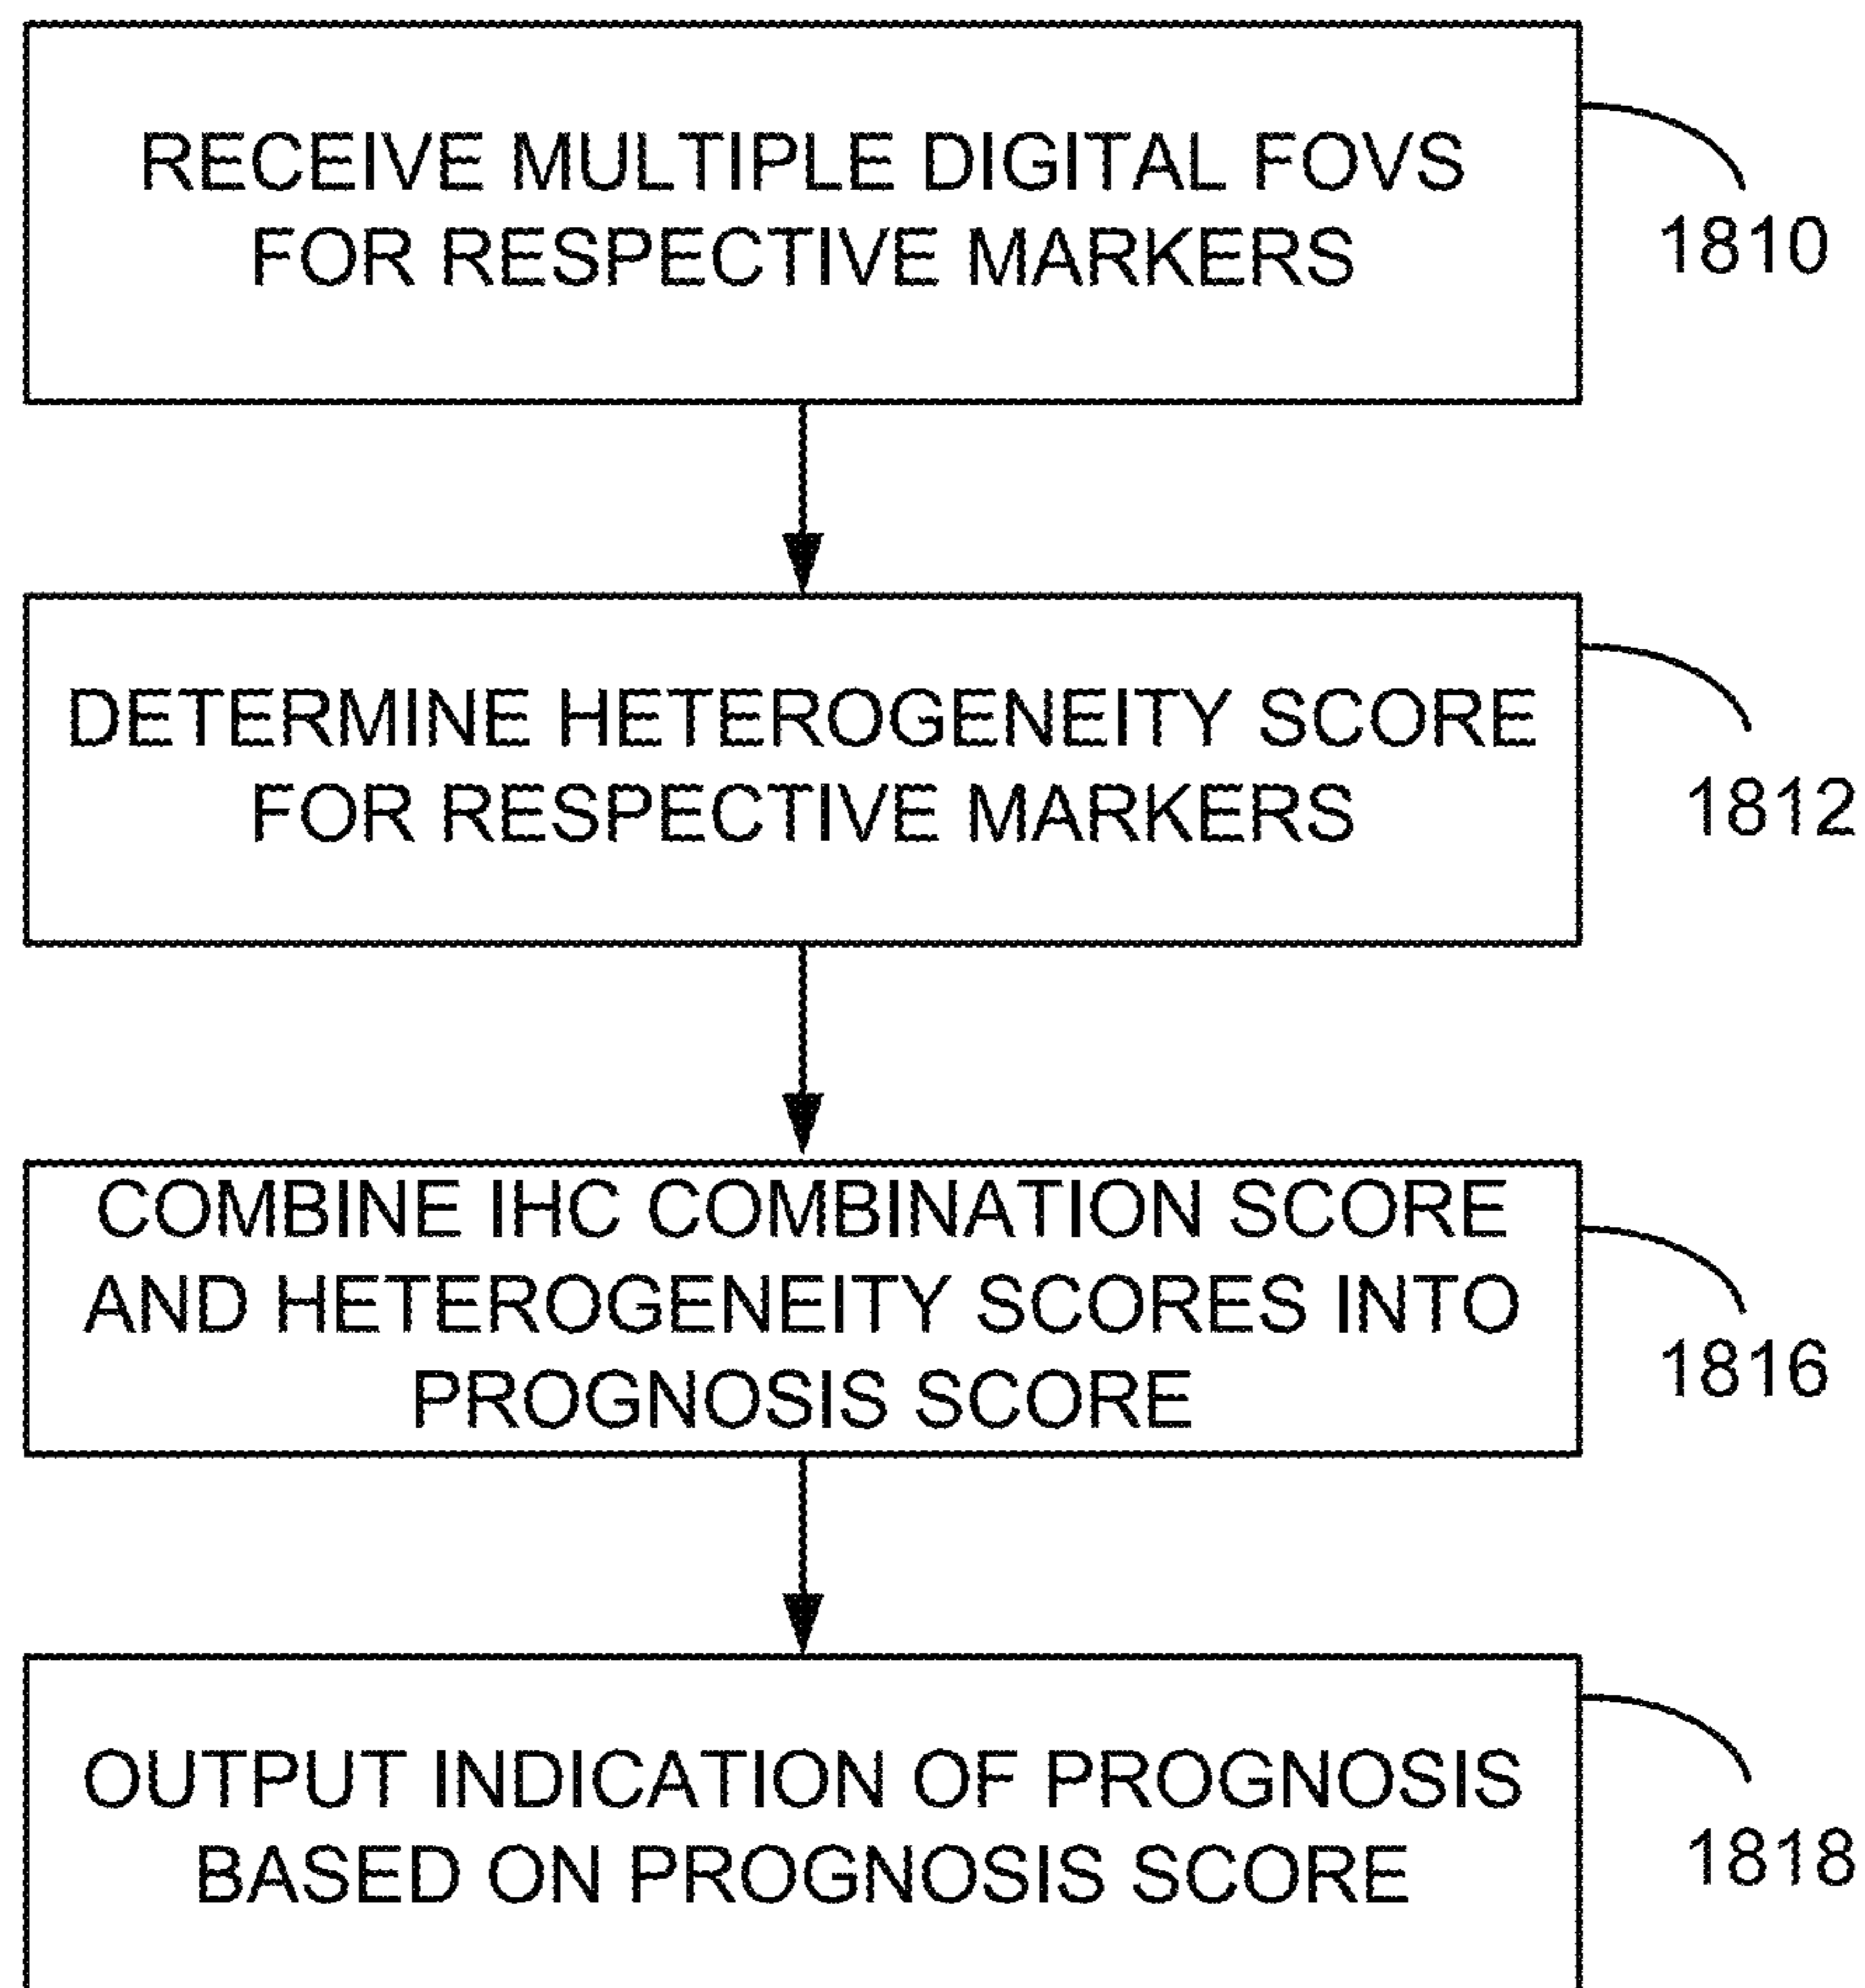 RECEIVE MULTIPLE DIGITAL FOVS
FOR RESPECTIVE MARKERS
1810
DETERMINE HETEROGENEITY SCORE
FOR RESPECTIVE MARKERS
1812
COMBINE IHC COMBINATION SCORE
AND HETEROGENEITY SCORES INTO
PROGNOSIS SCORE
1816
OUTPUT INDICATION OF PROGNOSIS
BASED ON PROGNOSIS SCORE
1818